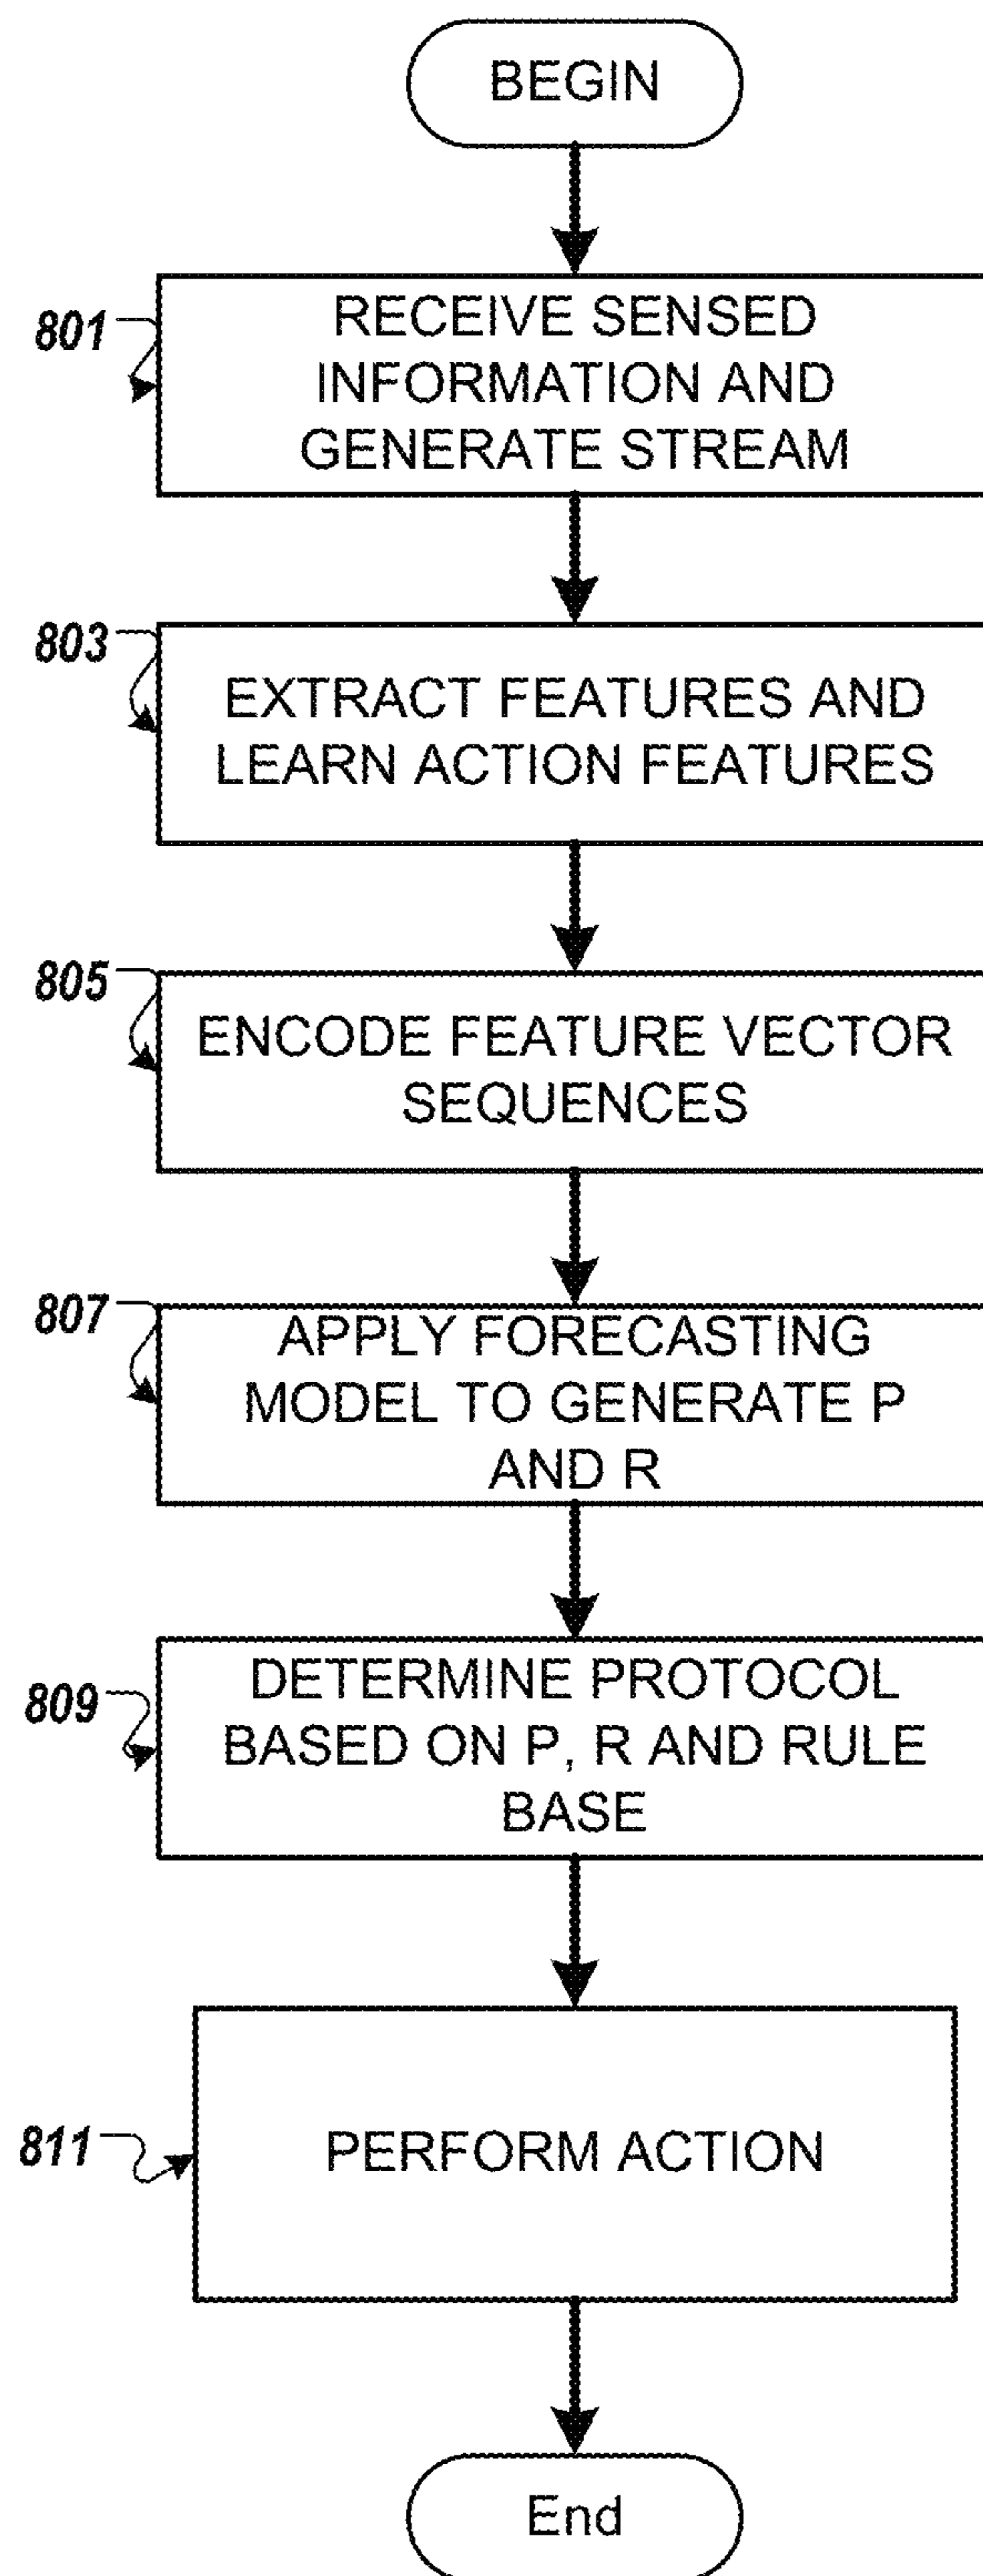 BEGIN
801
RECEIVE SENSED
INFORMATION AND
GENERATE STREAM
803
EXTRACT FEATURES AND
LEARN ACTION FEATURES
805
ENCODE FEATURE VECTOR
SEQUENCES
807
APPLY FORECASTING
MODEL TO GENERATE P
AND R
809
DETERMINE PROTOCOL
BASED ON P, R AND RULE
BASE
811
PERFORM ACTION
End